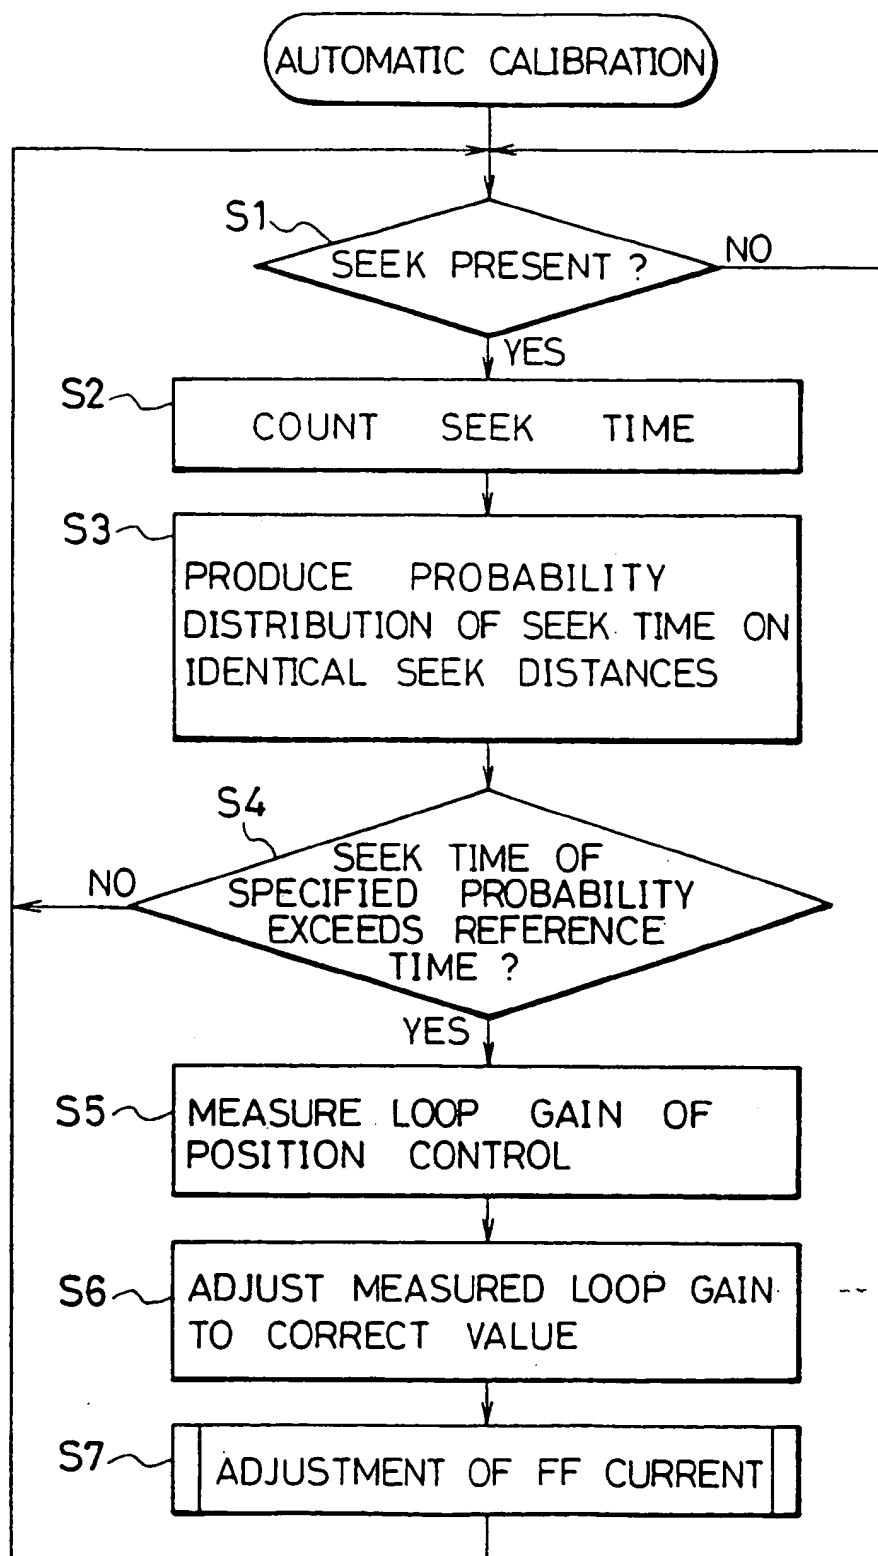 AUTOMATIC CALIBRATION
S1
SEEK PRESENT ?
NO
YES
S2
COUNT SEEK TIME
S3
PRODUCE PROBABILITY
DISTRIBUTION OF SEEK TIME ON
IDENTICAL SEEK DISTANCES
S4
NO
SEEK TIME OF
SPECIFIED PROBABILITY
EXCEEDS REFERENCE
TIME ?
YES
S5
MEASURE LOOP GAIN OF
POSITION CONTROL
S6
ADJUST MEASURED LOOP GAIN
TO CORRECT VALUE
S7
ADJUSTMENT OF FF CURRENT